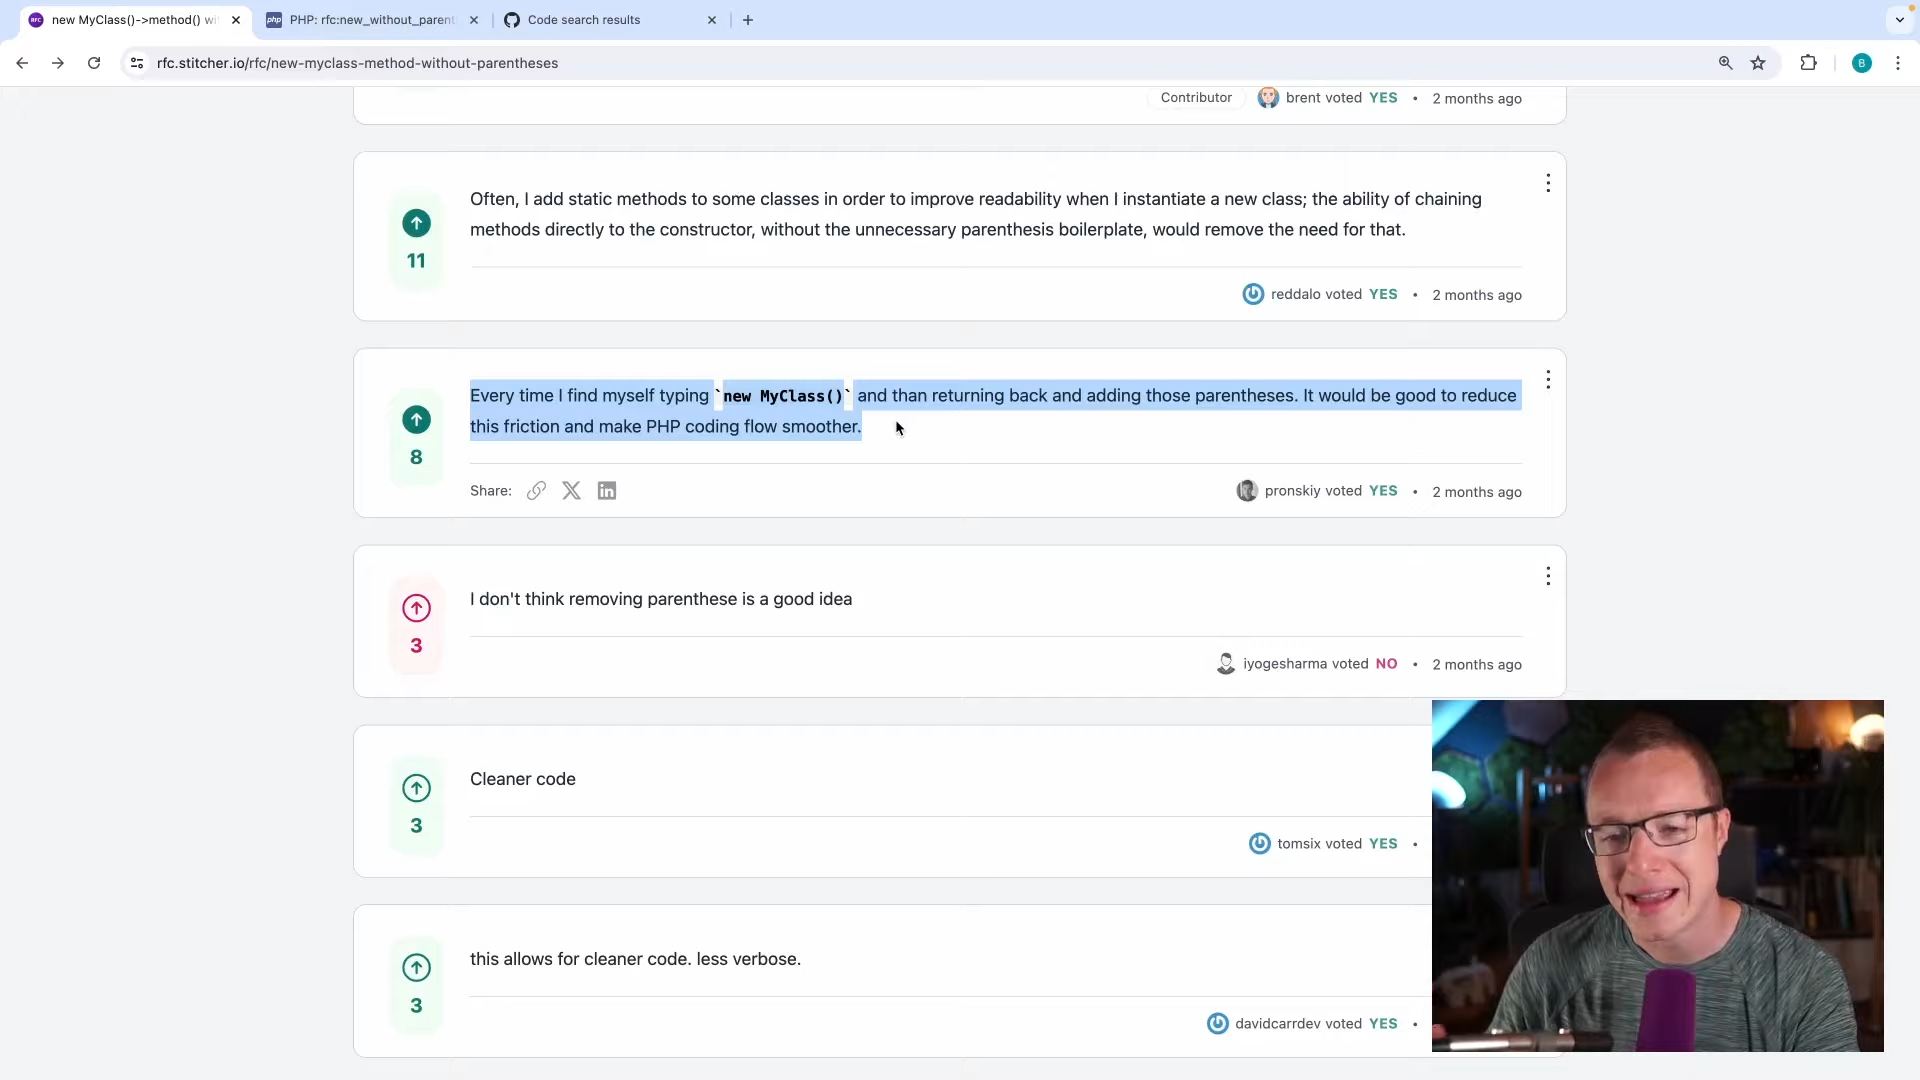 new MyClass()->method() wi
PHP: rfc:new_without_parent
Code search results
rfc.stitcher.io/rfc/new-myclass-method-without-parentheses
B
Contributor
brent voted YES • 2 months ago
Often, I add static methods to some classes in order to improve readability when I instantiate a new class; the ability of chaining
methods directly to the constructor, without the unnecessary parenthesis boilerplate, would remove the need for that.
11
reddalo voted YES • 2 months ago
Every time I find myself typing `new MyClass()` and than returning back and adding those parentheses. It would be good to reduce
this friction and make PHP coding flow smoother.
8
Share:
pronskiy voted YES • 2 months ago
I don't think removing parenthese is a good idea
3
iyogesharma voted NO • 2 months ago
Cleaner code
3
tomsix voted YES •
this allows for cleaner code. less verbose.
3
davidcarrdev voted YES •